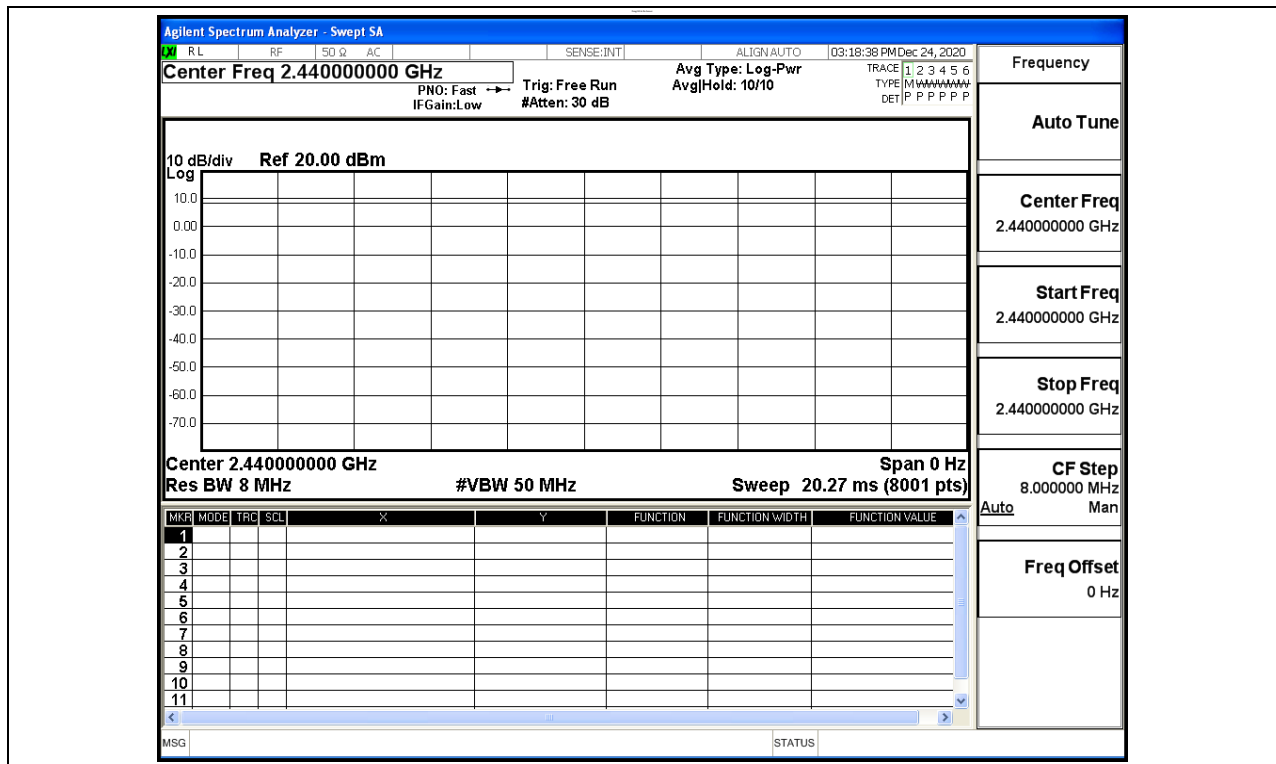 Agilent Spectrum Analyzer - Swept SA
LXI RL RF 50 Ω AC SENSE:INT ALIGN AUTO 03:18:38 PM Dec 24, 2020
Center Freq 2.440000000 GHz
PNO: Fast
IFGain:Low
Trig: Free Run
#Atten: 30 dB
Avg Type: Log-Pwr
Avg|Hold: 10/10
TRACE 1 2 3 4 5 6
TYPE M WWWWW
DET P P P P P P
10 dB/div Ref 20.00 dBm
Log
10.0
0.00
-10.0
-20.0
-30.0
-40.0
-50.0
-60.0
-70.0
Center 2.440000000 GHz Span 0 Hz
Res BW 8 MHz #VBW 50 MHz Sweep 20.27 ms (8001 pts)
MKR MODE TRC SCL X Y FUNCTION FUNCTION WIDTH FUNCTION VALUE
1
2
3
4
5
6
7
8
9
10
11
MSG STATUS
Frequency
Auto Tune
Center Freq
2.440000000 GHz
Start Freq
2.440000000 GHz
Stop Freq
2.440000000 GHz
CF Step
8.000000 MHz
Auto Man
Freq Offset
0 Hz